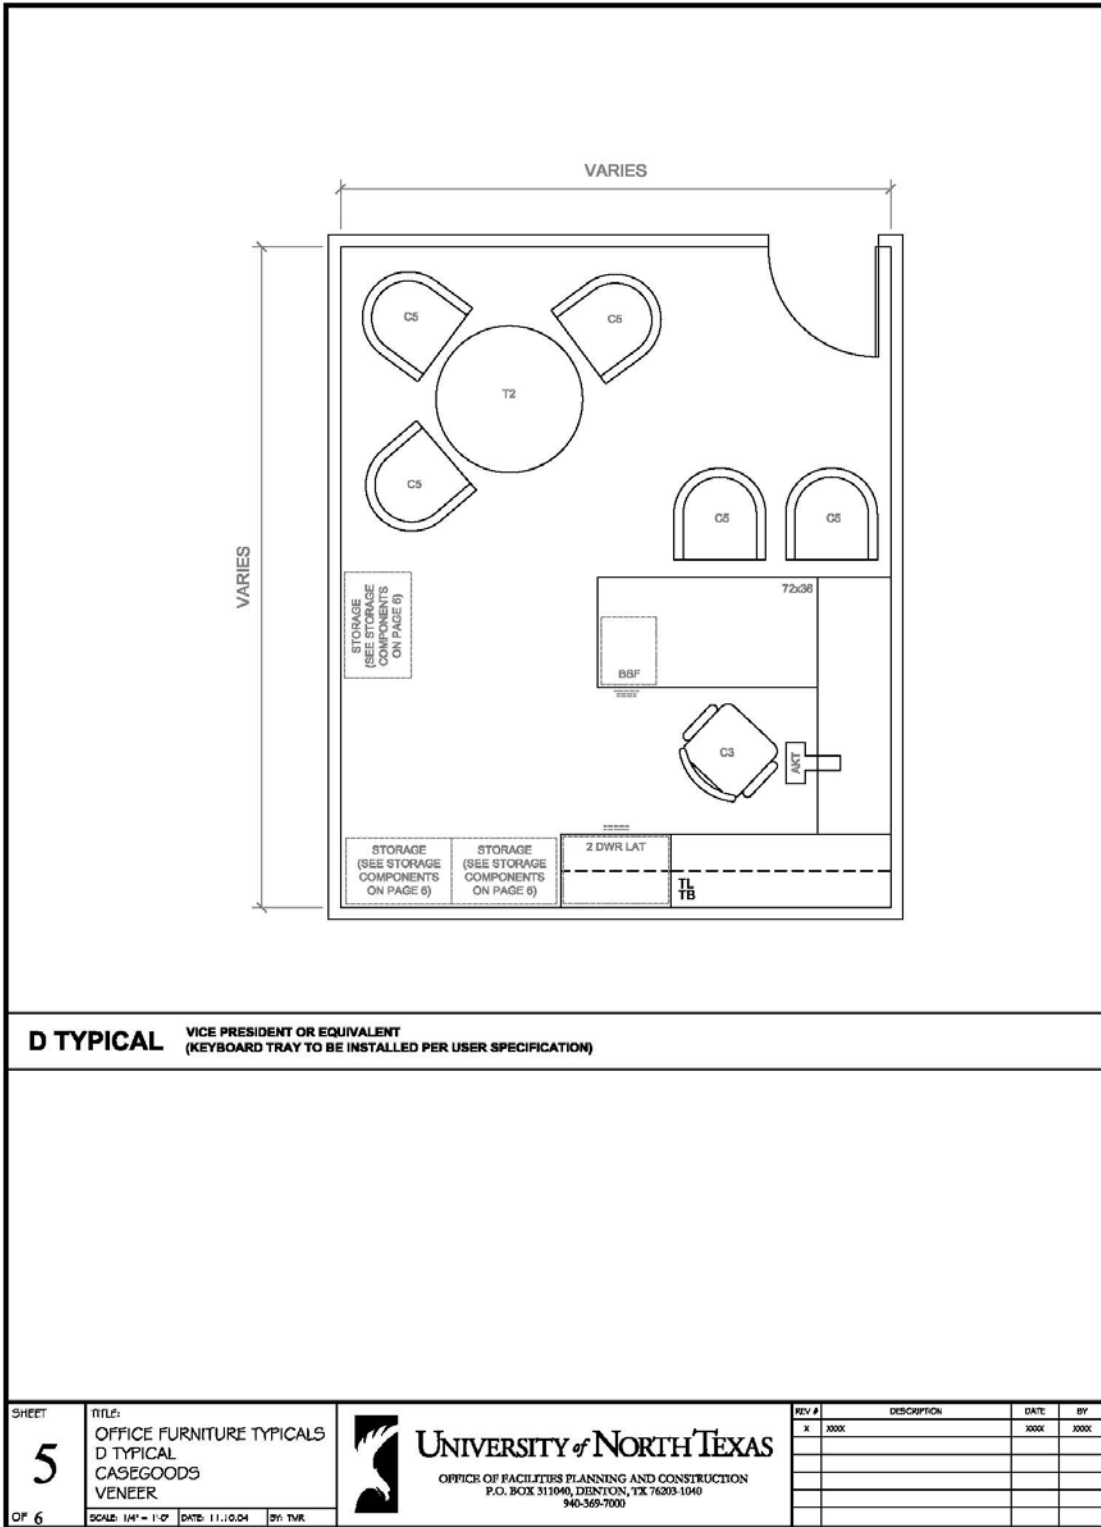 VARIES
VARIES
C5
C5
T2
C5
C5
C5
STORAGE
(SEE STORAGE
COMPONENTS
ON PAGE 6)
72x36
BBF
C3
AKT
STORAGE
(SEE STORAGE
COMPONENTS
ON PAGE 6)
STORAGE
(SEE STORAGE
COMPONENTS
ON PAGE 6)
2 DWR LAT
TL
TB
D TYPICAL
VICE PRESIDENT OR EQUIVALENT
(KEYBOARD TRAY TO BE INSTALLED PER USER SPECIFICATION)
SHEET
5
OF 6
TITLE:
OFFICE FURNITURE TYPICALS
D TYPICAL
CASEGOODS
VENEER
SCALE: 1/4" = 1'-0" DATE: 11.10.04 BY: TWR
UNIVERSITY of NORTH TEXAS
OFFICE OF FACILITIES PLANNING AND CONSTRUCTION
P.O. BOX 311040, DENTON, TX 76203-1040
940-369-7000
REV # DESCRIPTION DATE BY
X XXXX XXXX XXXX